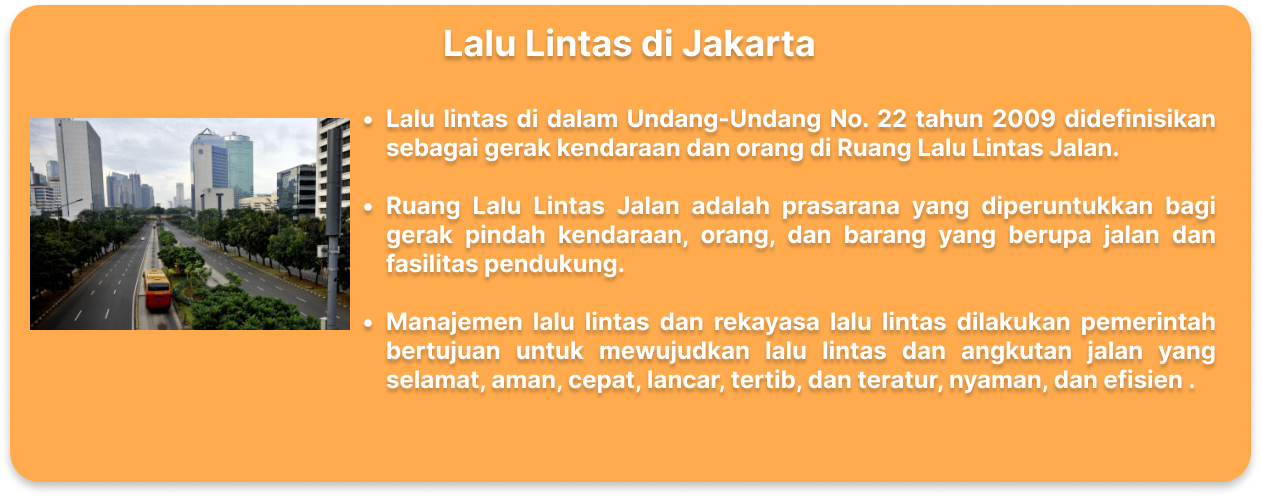 Lalu Lintas di Jakarta
• Lalu lintas di dalam Undang-Undang No. 22 tahun 2009 didefinisikan
sebagai gerak kendaraan dan orang di Ruang Lalu Lintas Jalan.
• Ruang Lalu Lintas Jalan adalah prasarana yang diperuntukkan bagi
gerak pindah kendaraan, orang, dan barang yang berupa jalan dan
fasilitas pendukung.
• Manajemen lalu lintas dan rekayasa lalu lintas dilakukan pemerintah
bertujuan untuk mewujudkan lalu lintas dan angkutan jalan yang
selamat, aman, cepat, lancar, tertib, dan teratur, nyaman, dan efisien .